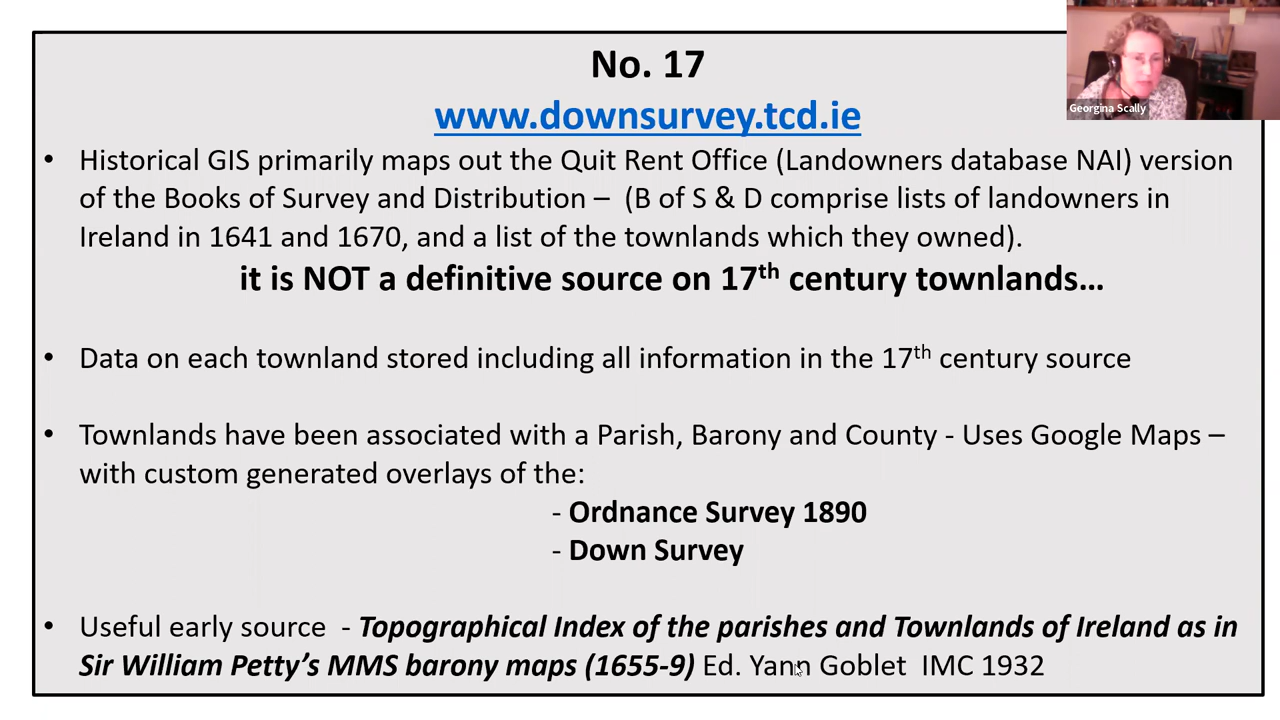 No. 17
www.downsurvey.tcd.ie
• Historical GIS primarily maps out the Quit Rent Office (Landowners database NAI) version
of the Books of Survey and Distribution – (B of S & D comprise lists of landowners in
Ireland in 1641 and 1670, and a list of the townlands which they owned).
it is NOT a definitive source on 17th century townlands…
• Data on each townland stored including all information in the 17th century source
• Townlands have been associated with a Parish, Barony and County - Uses Google Maps –
with custom generated overlays of the:
- Ordnance Survey 1890
- Down Survey
• Useful early source - Topographical Index of the parishes and Townlands of Ireland as in
Sir William Petty’s MMS barony maps (1655-9) Ed. Yann Goblet IMC 1932
Georgina Scally